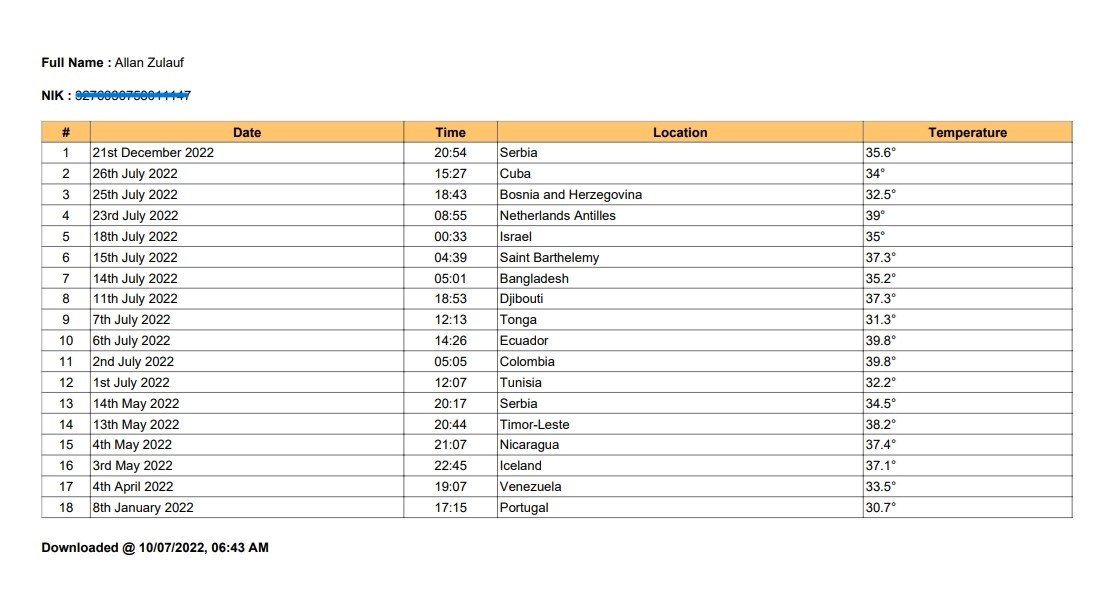 Full Name : Allan Zulauf
NIK :
# Date Time Location Temperature
1 21st December 2022 20:54 Serbia 35.6°
2 26th July 2022 15:27 Cuba 34°
3 25th July 2022 18:43 Bosnia and Herzegovina 32.5°
4 23rd July 2022 08:55 Netherlands Antilles 39°
5 18th July 2022 00:33 Israel 35°
6 15th July 2022 04:39 Saint Barthelemy 37.3°
7 14th July 2022 05:01 Bangladesh 35.2°
8 11th July 2022 18:53 Djibouti 37.3°
9 7th July 2022 12:13 Tonga 31.3°
10 6th July 2022 14:26 Ecuador 39.8°
11 2nd July 2022 05:05 Colombia 39.8°
12 1st July 2022 12:07 Tunisia 32.2°
13 14th May 2022 20:17 Serbia 34.5°
14 13th May 2022 20:44 Timor-Leste 38.2°
15 4th May 2022 21:07 Nicaragua 37.4°
16 3rd May 2022 22:45 Iceland 37.1°
17 4th April 2022 19:07 Venezuela 33.5°
18 8th January 2022 17:15 Portugal 30.7°
Downloaded @ 10/07/2022, 06:43 AM